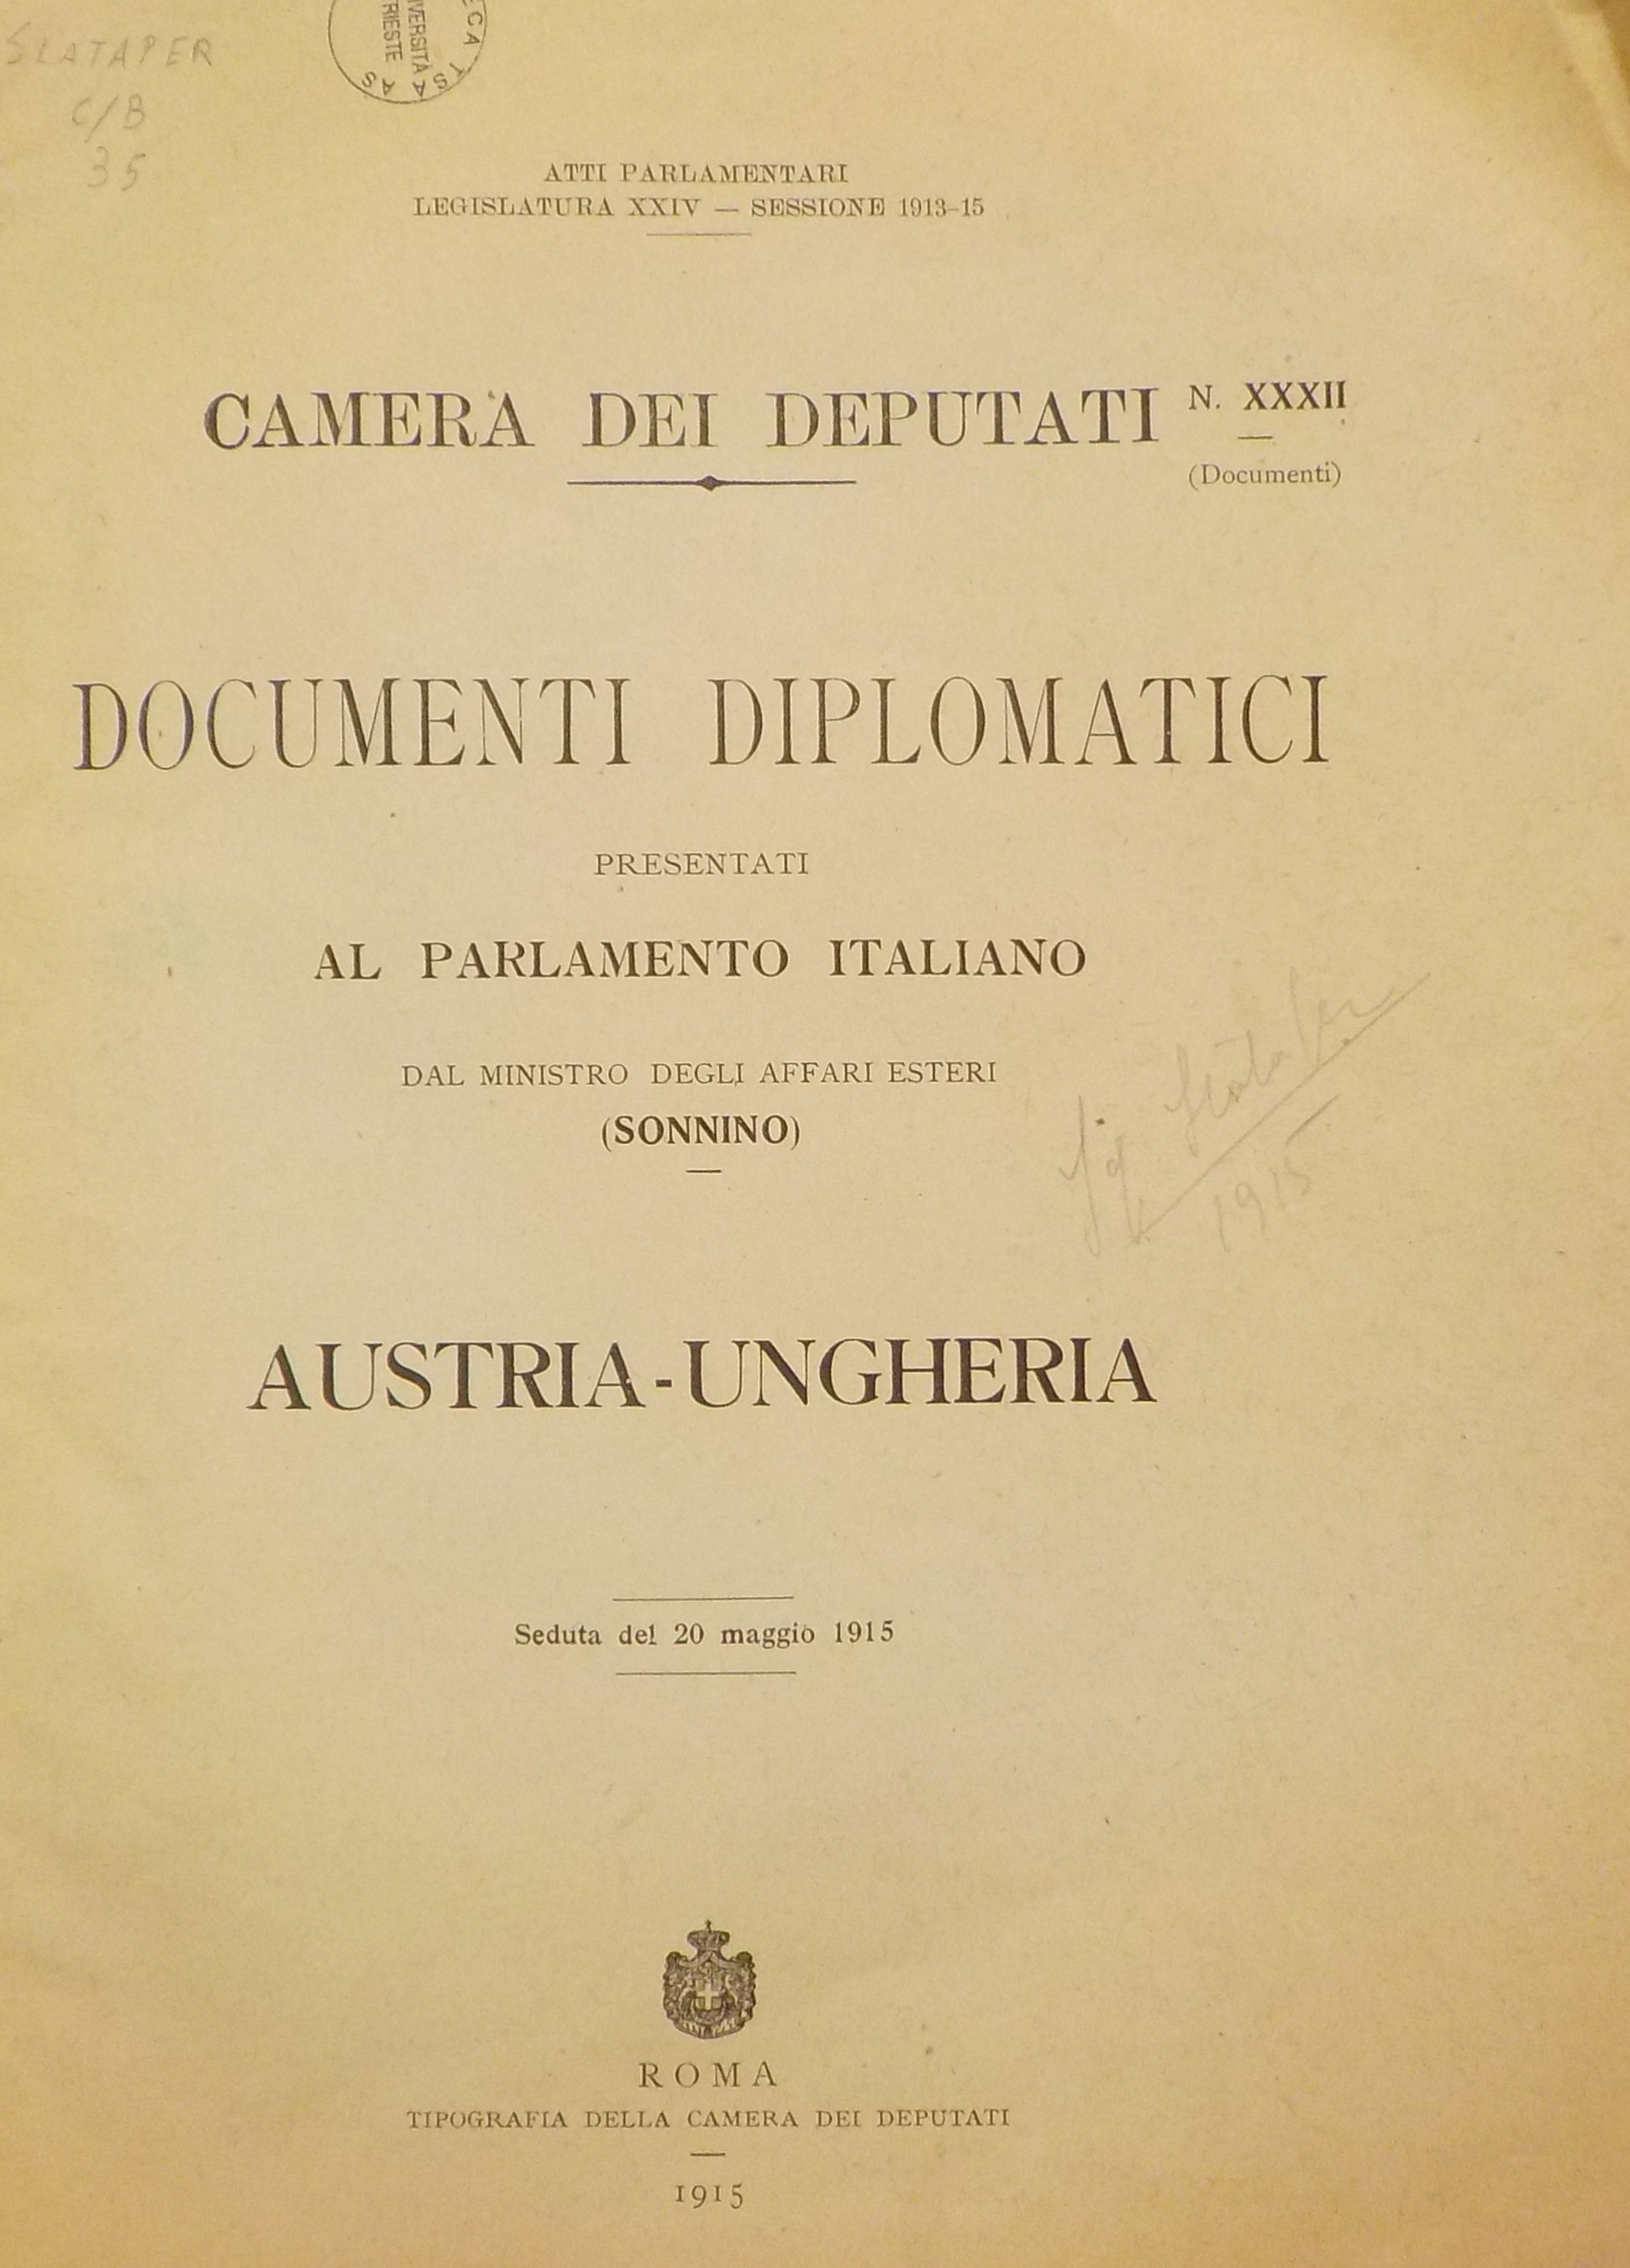 SLATAPER
C/B
35
ATTI PARLAMENTARI
LEGISLATURA XXIV — SESSIONE 1913-15
CAMERA DEI DEPUTATI N. XXXII
(Documenti)
DOCUMENTI DIPLOMATICI
PRESENTATI
AL PARLAMENTO ITALIANO
DAL MINISTRO DEGLI AFFARI ESTERI
(SONNINO)
Slataper
1915
AUSTRIA-UNGHERIA
Seduta del 20 maggio 1915
ROMA
TIPOGRAFIA DELLA CAMERA DEI DEPUTATI
1915